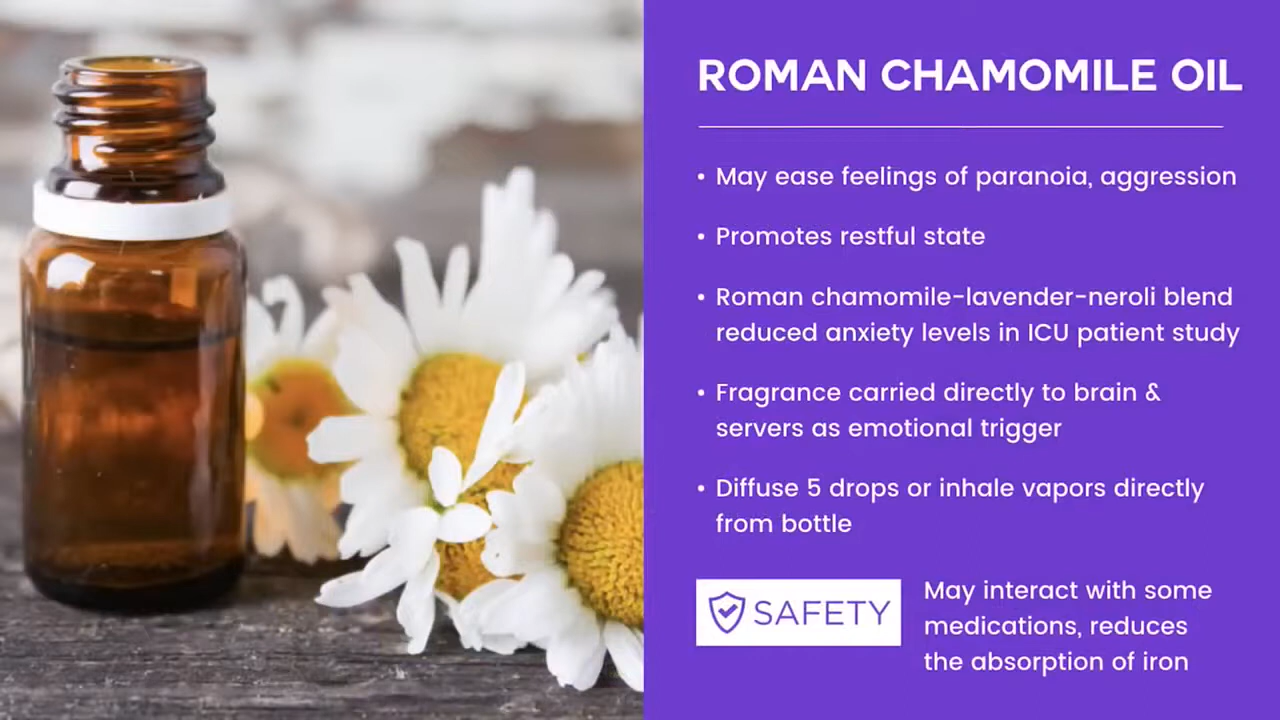 ROMAN CHAMOMILE OIL
• May ease feelings of paranoia, aggression
• Promotes restful state
• Roman chamomile-lavender-neroli blend
reduced anxiety levels in ICU patient study
• Fragrance carried directly to brain &
servers as emotional trigger
• Diffuse 5 drops or inhale vapors directly
from bottle
SAFETY
May interact with some
medications, reduces
the absorption of iron